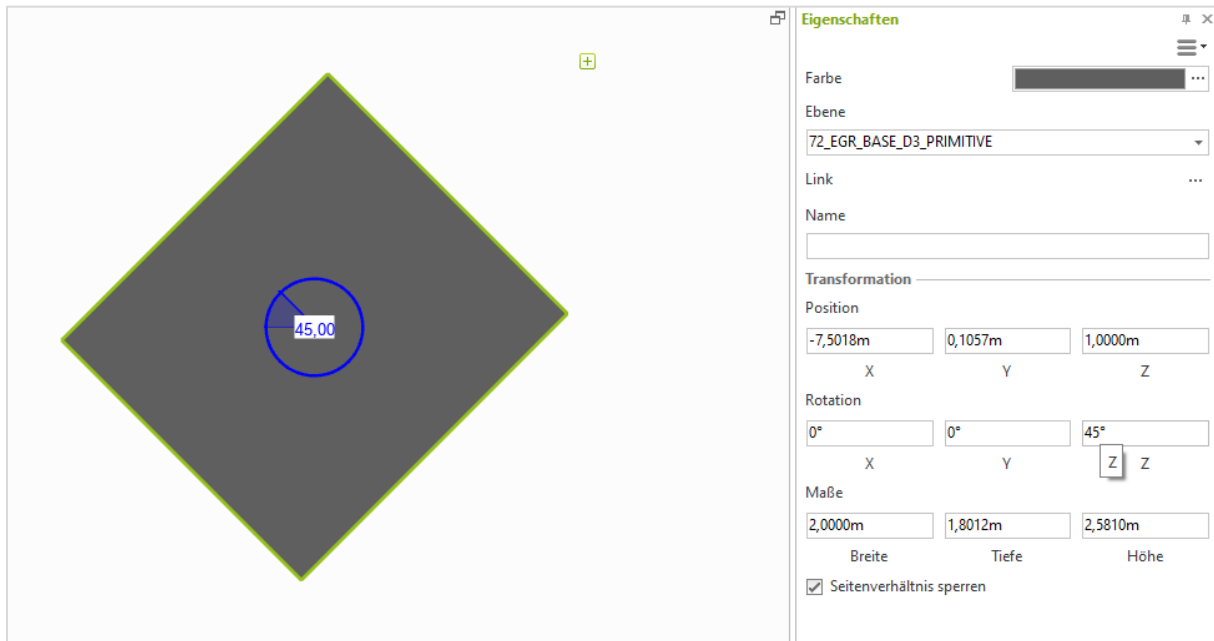 Eigenschaften
Farbe
Ebene
72_EGR_BASE_D3_PRIMITIVE
Link
Name
Transformation
Position
-7,5018m 0,1057m 1,0000m
X Y Z
Rotation
0° 0° 45°
X Y Z Z
Maße
2,0000m 1,8012m 2,5810m
Breite Tiefe Höhe
Seitenverhältnis sperren
45,00